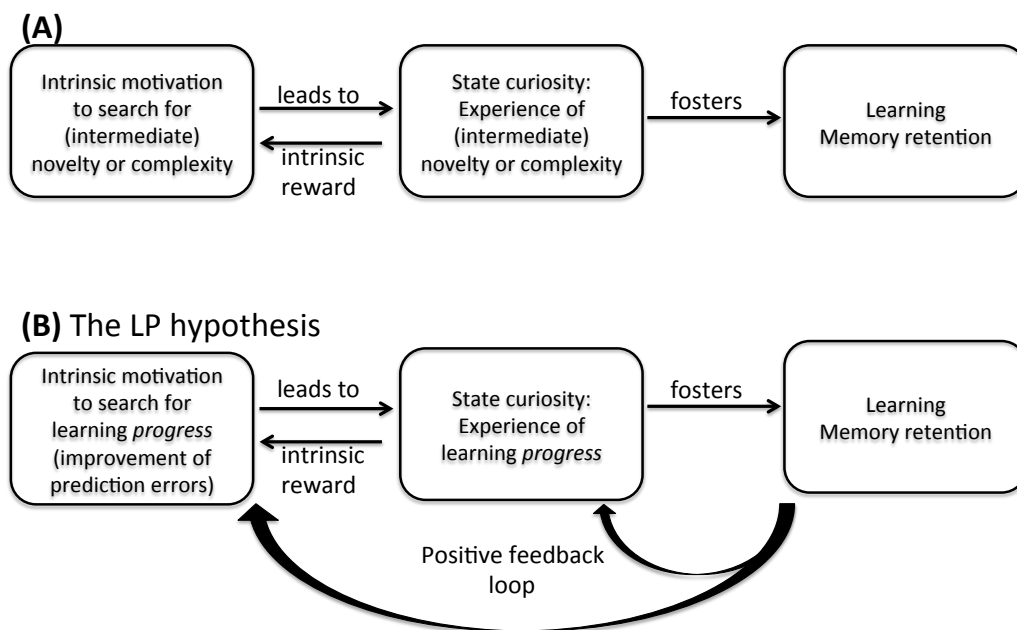 (A)
Intrinsic motivation
to search for
(intermediate)
novelty or complexity
leads to
intrinsic
reward
State curiosity:
Experience of
(intermediate)
novelty or complexity
fosters
Learning
Memory retention
(B) The LP hypothesis
Intrinsic motivation
to search for
learning progress
(improvement of
prediction errors)
leads to
intrinsic
reward
State curiosity:
Experience of
learning progress
fosters
Learning
Memory retention
Positive feedback
loop